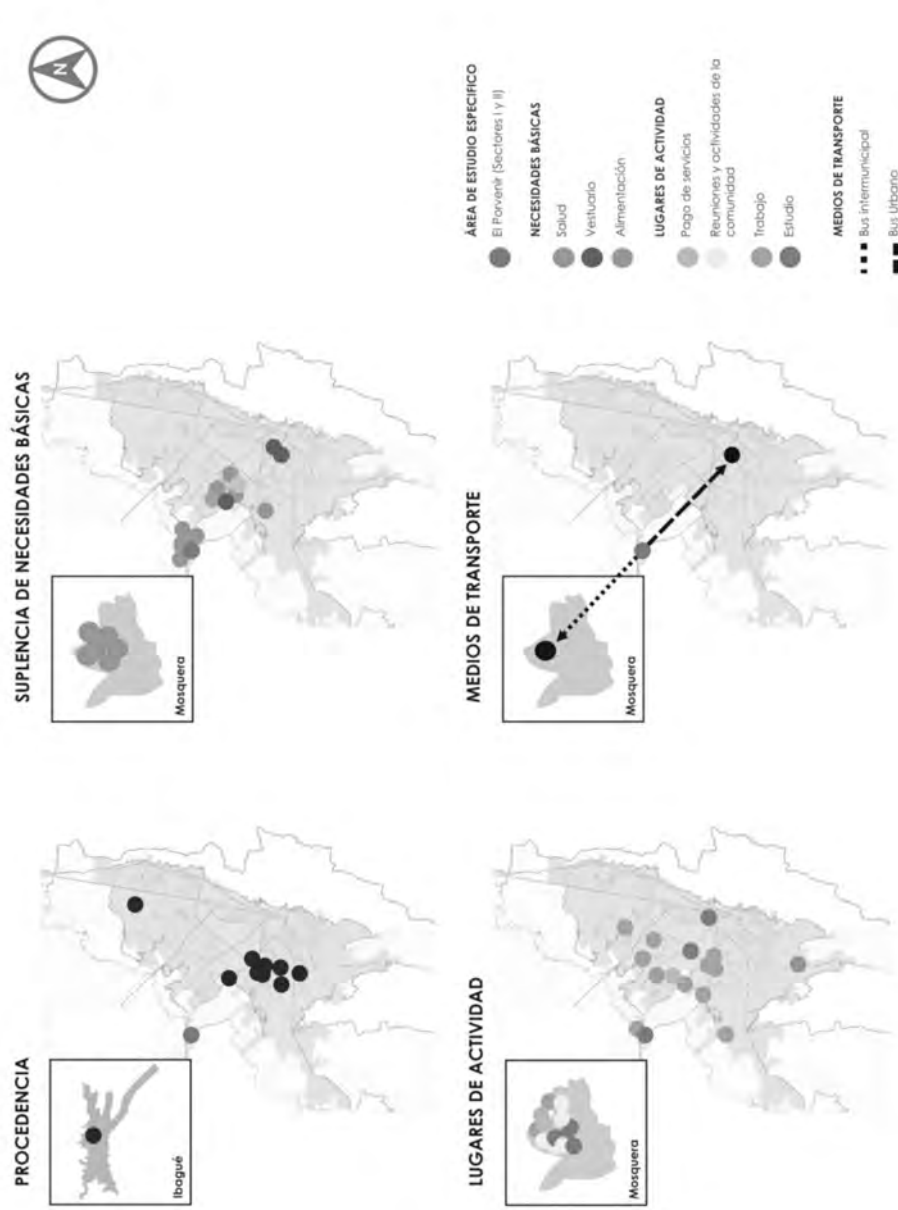 N
PROCEDENCIA
Ibagué
SUPLENCIA DE NECESIDADES BÁSICAS
Mosquera
LUGARES DE ACTIVIDAD
Mosquera
MEDIOS DE TRANSPORTE
Mosquera
ÁREA DE ESTUDIO ESPECIFICO
El Porvenir (Sectores I y II)
NECESIDADES BÁSICAS
Salud
Vestuario
Alimentación
LUGARES DE ACTIVIDAD
Pago de servicios
Reuniones y actividades de la
comunidad
Trabajo
Estudio
MEDIOS DE TRANSPORTE
Bus intermunicipal
Bus Urbano